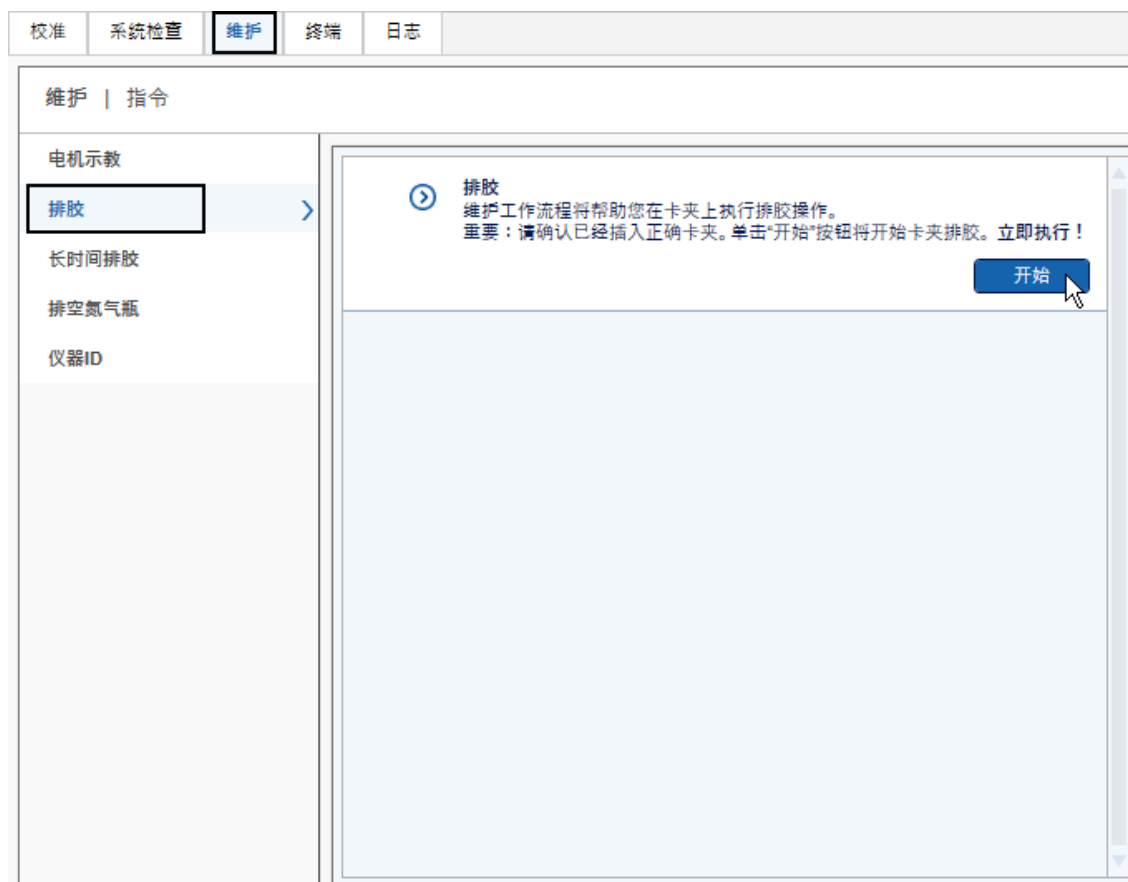 校准 系统检查 维护 终端 日志
维护 | 指令
电机示教
排胶
长时间排胶
排空氮气瓶
仪器ID
排胶
维护工作流程将帮助您在卡夹上执行排胶操作。
重要：请确认已经插入正确卡夹。单击“开始”按钮将开始卡夹排胶。立即执行！
开始